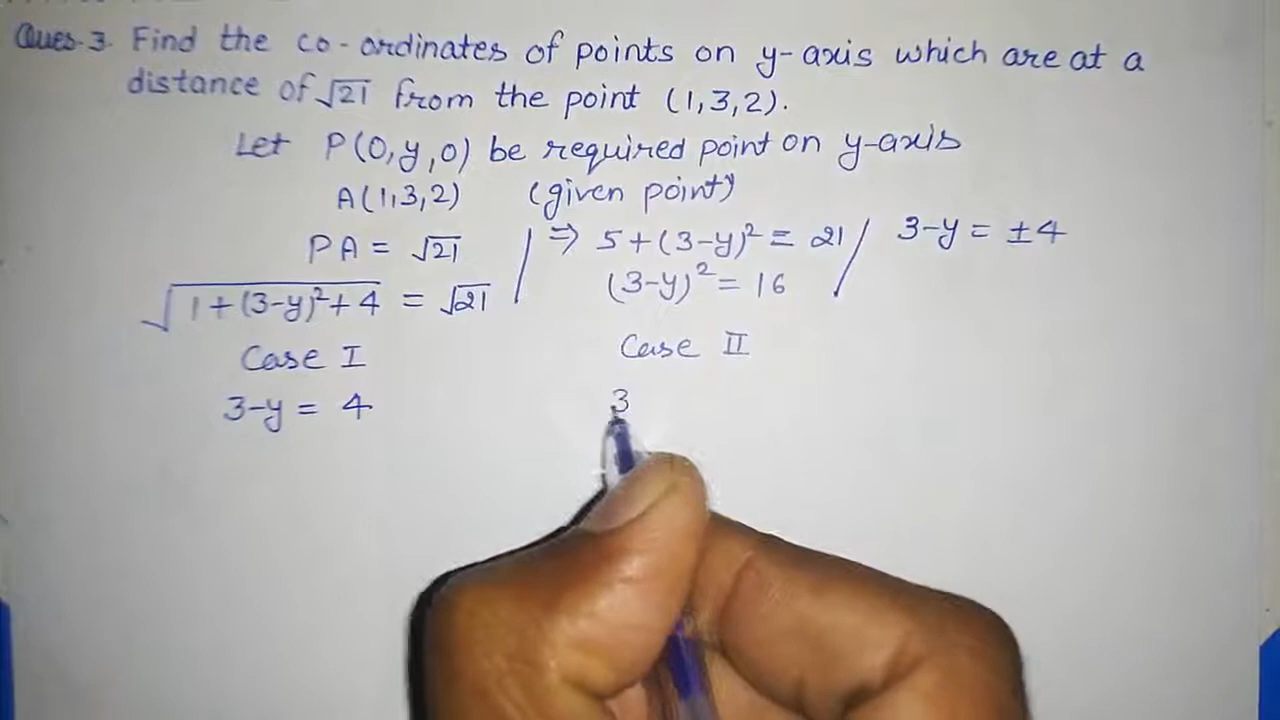 Ques. 3. Find the co-ordinates of points on y-axis which are at a
distance of √21 from the point (1,3,2).
Let P(0,y,0) be required point on y-axis
A(1,3,2) (given point)
PA = √21 / ⇒ 5+(3-y)² = 21 / 3-y = ±4
√1+(3-y)²+4 = √21 (3-y)² = 16
Case I Case II
3-y = 4 3